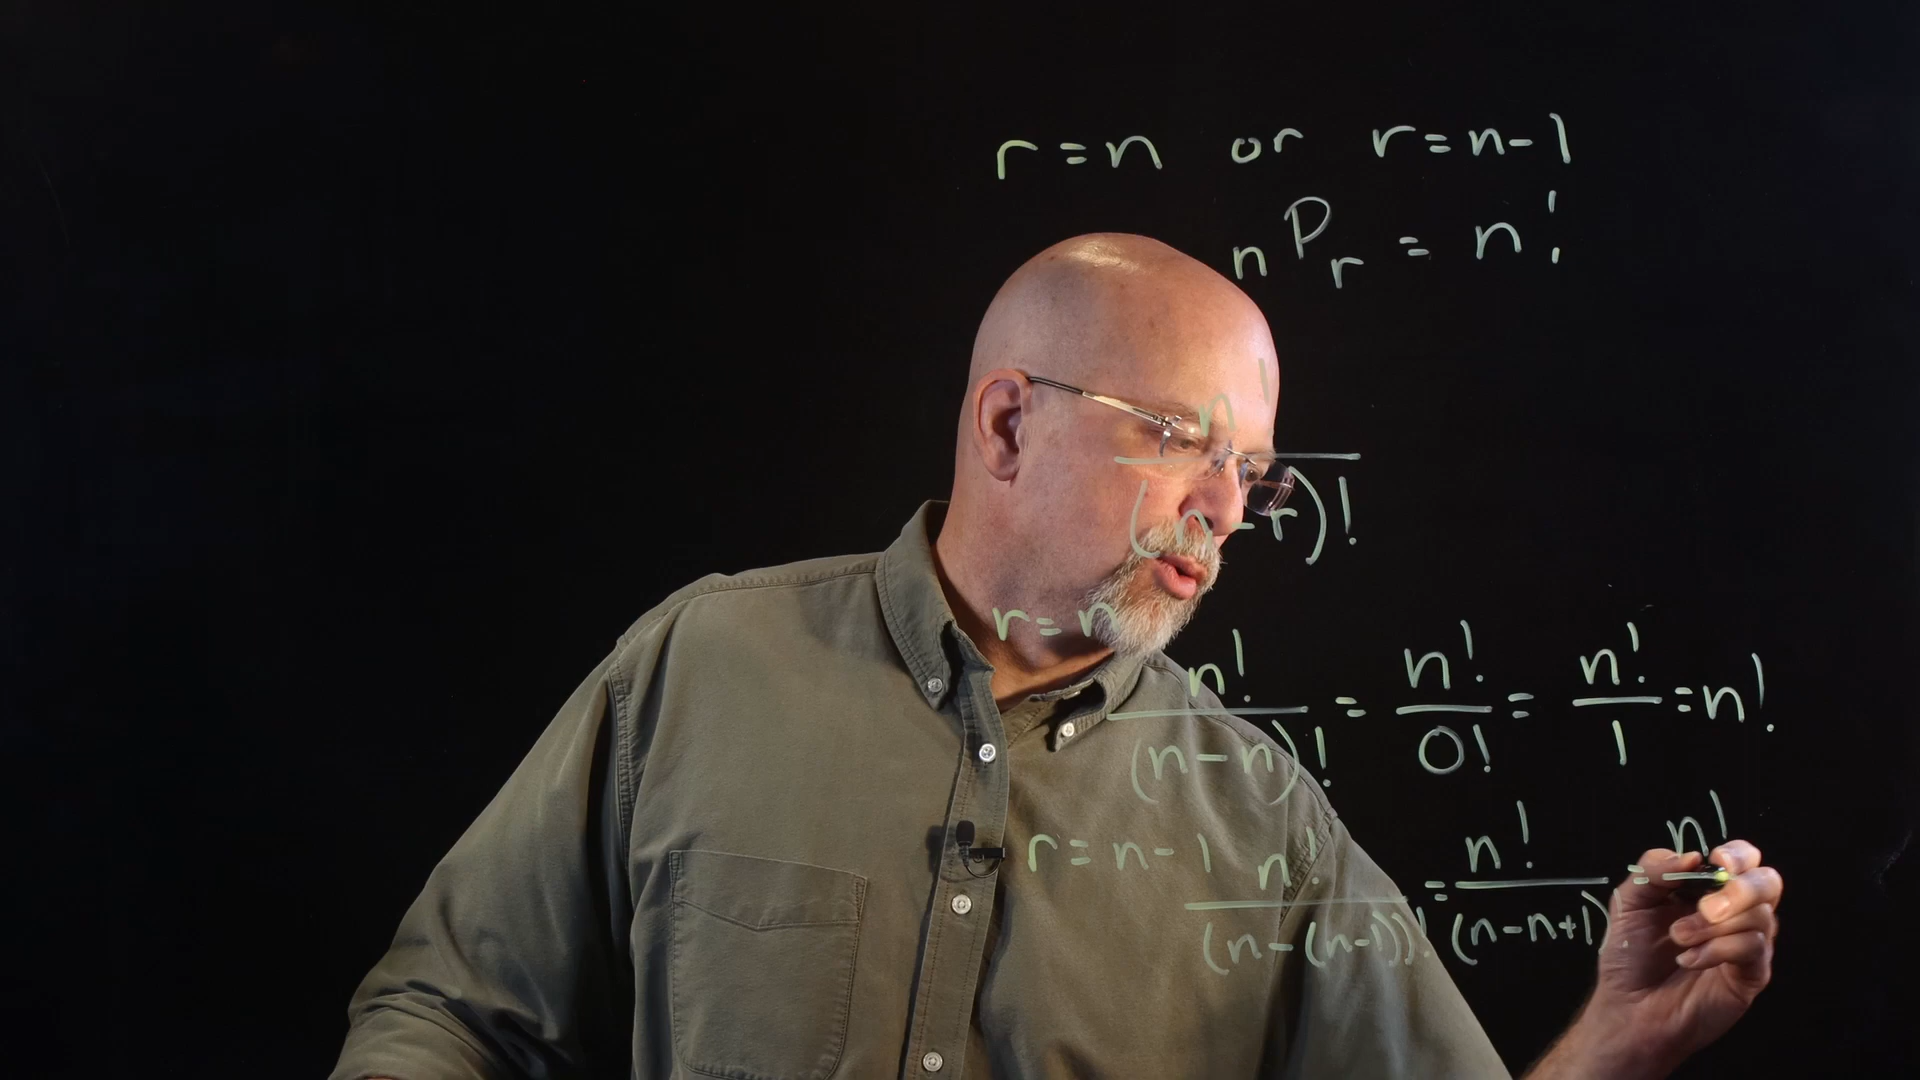 r=n or r=n-1
nPr = n!
n!
(n-r)!
r=n
n!/(n-n)! = n!/0! = n!/1 = n!
r=n-1 n!/(n-(n-1))! = n!/(n-n+1)! = n!